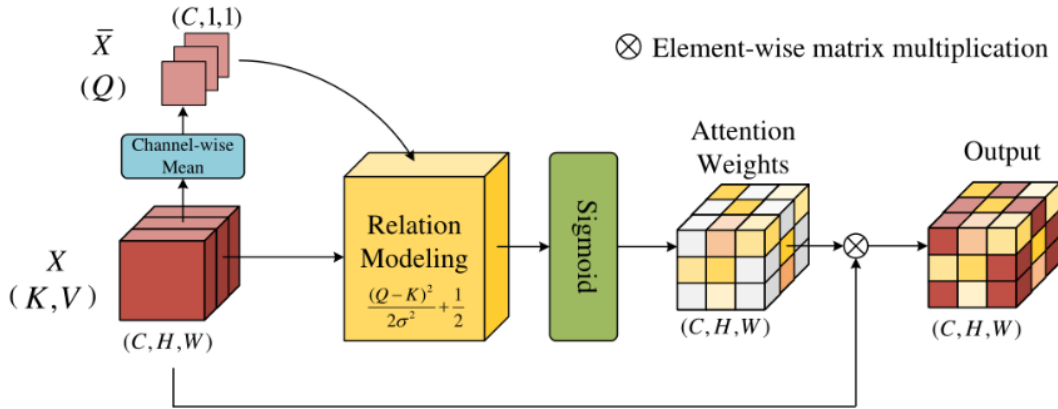 (C,1,1)
X̄
(Q)
⊗ Element-wise matrix multiplication
Channel-wise
Mean
Attention
Weights
Output
Relation
Modeling
(Q−K)²/2σ² + 1/2
Sigmoid
X
(K,V)
(C,H,W)
(C,H,W)
(C,H,W)